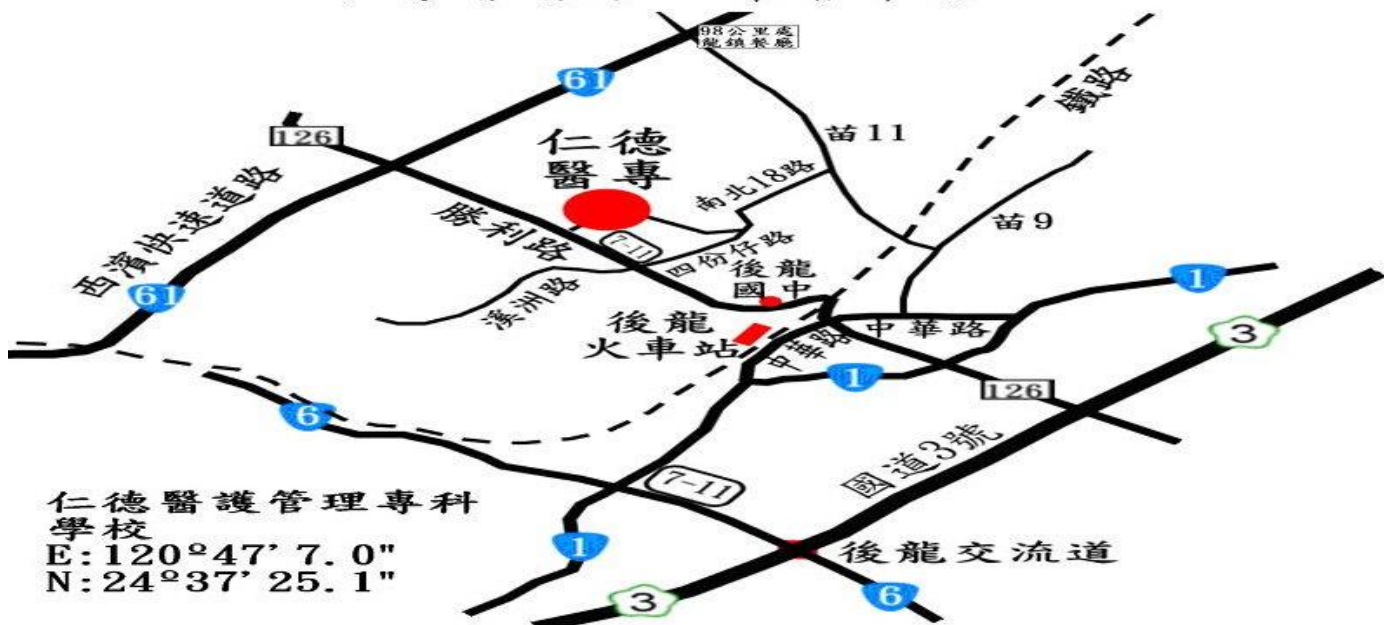 98公里處
龍鎮餐廳
61
126
仁德
醫專
苗11
鐵路
南北18路
西濱快速道路
勝利路
7-11
苗9
四份仔路
後龍
國中
61
溪洲路
1
後龍
火車站
中華路
中華路
3
1
126
6
國道3號
7-11
仁德醫護管理專科
學校
E:120º47' 7.0"
N:24º37' 25.1"
1
後龍交流道
3
6